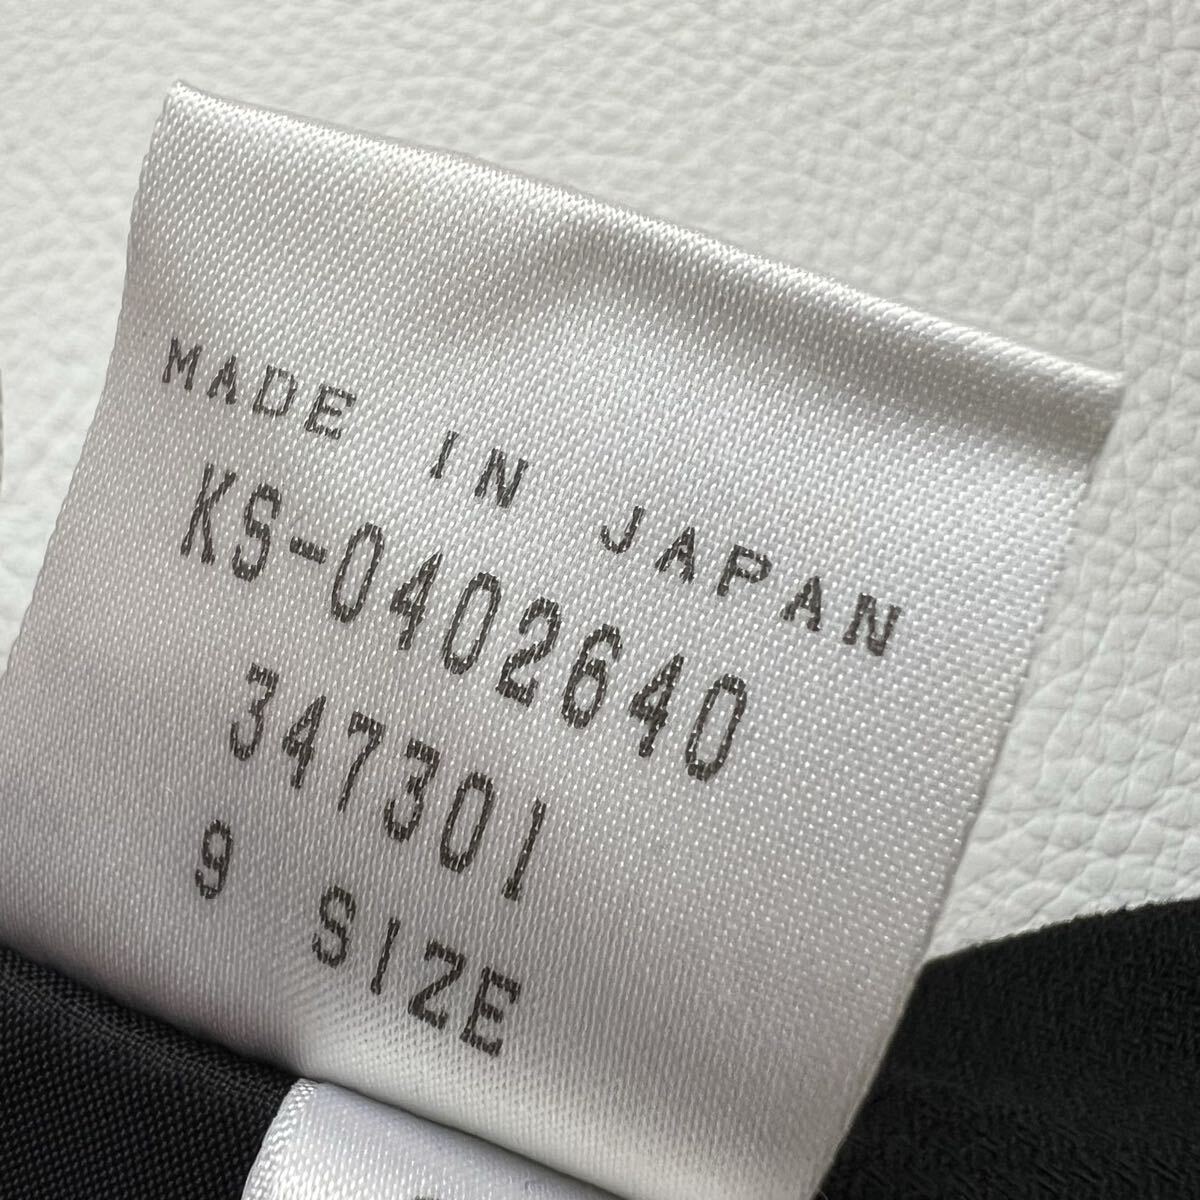 MADE IN JAPAN
KS-0402640
347301
9 SIZE